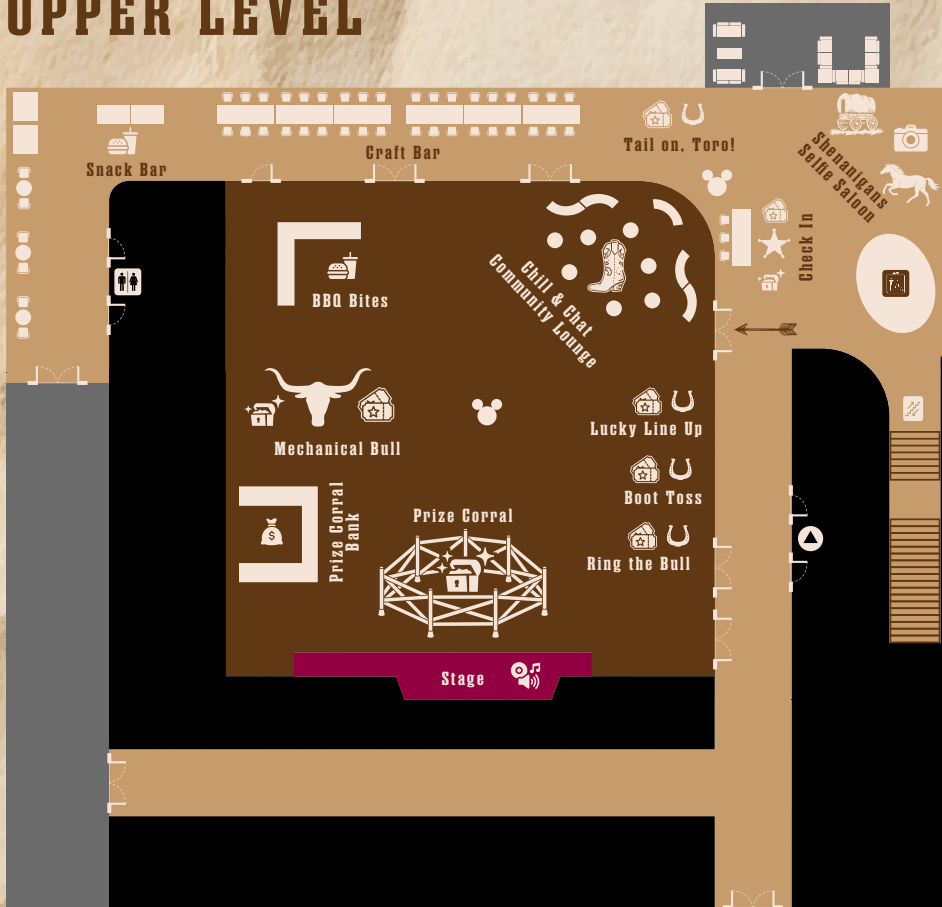 UPPER LEVEL
Snack Bar
Craft Bar
Tail on, Toro!
Shenanigans
Selfie Saloon
Check In
BBQ Bites
Chill & Chat
Community Lounge
Mechanical Bull
Lucky Line Up
Boot Toss
Ring the Bull
Prize Corral
Bank
$
Prize Corral
Stage